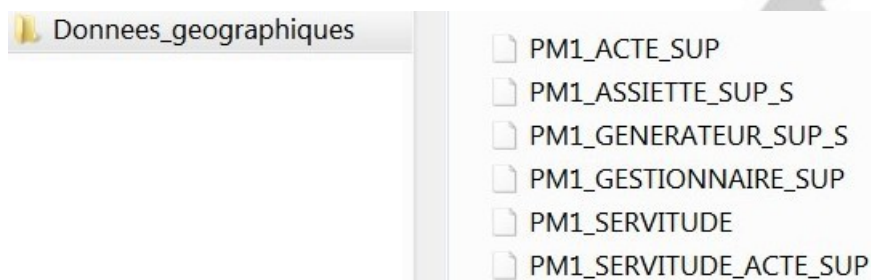 Donnees_geographiques
PM1_ACTE_SUP
PM1_ASSIETTE_SUP_S
PM1_GENERATEUR_SUP_S
PM1_GESTIONNAIRE_SUP
PM1_SERVITUDE
PM1_SERVITUDE_ACTE_SUP